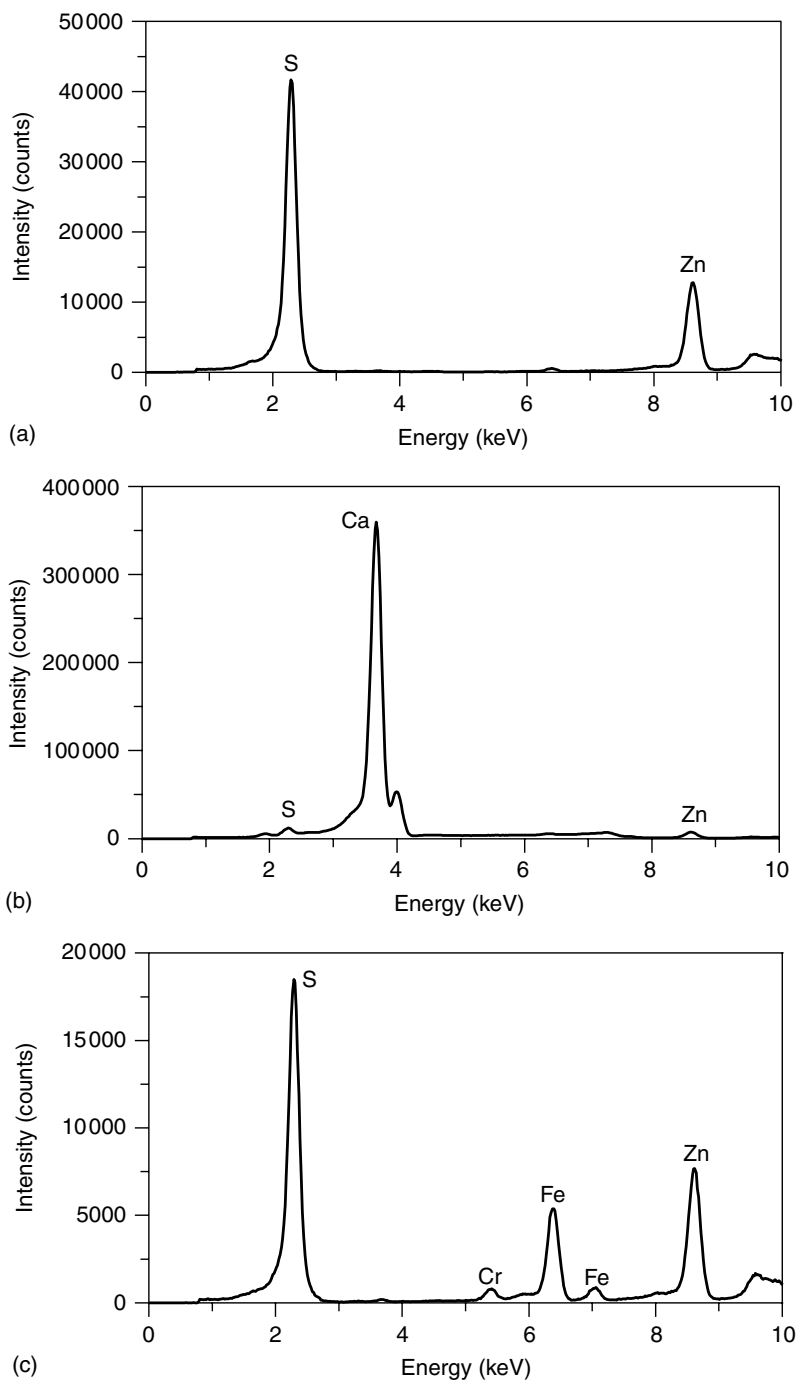 50000
40000
30000
20000
10000
0
Intensity (counts)
S
Zn
0 2 4 6 8 10
Energy (keV)
(a)
400000
300000
200000
100000
0
Intensity (counts)
Ca
S
Zn
0 2 4 6 8 10
Energy (keV)
(b)
20000
15000
10000
5000
0
Intensity (counts)
S
Cr
Fe
Fe
Zn
0 2 4 6 8 10
Energy (keV)
(c)